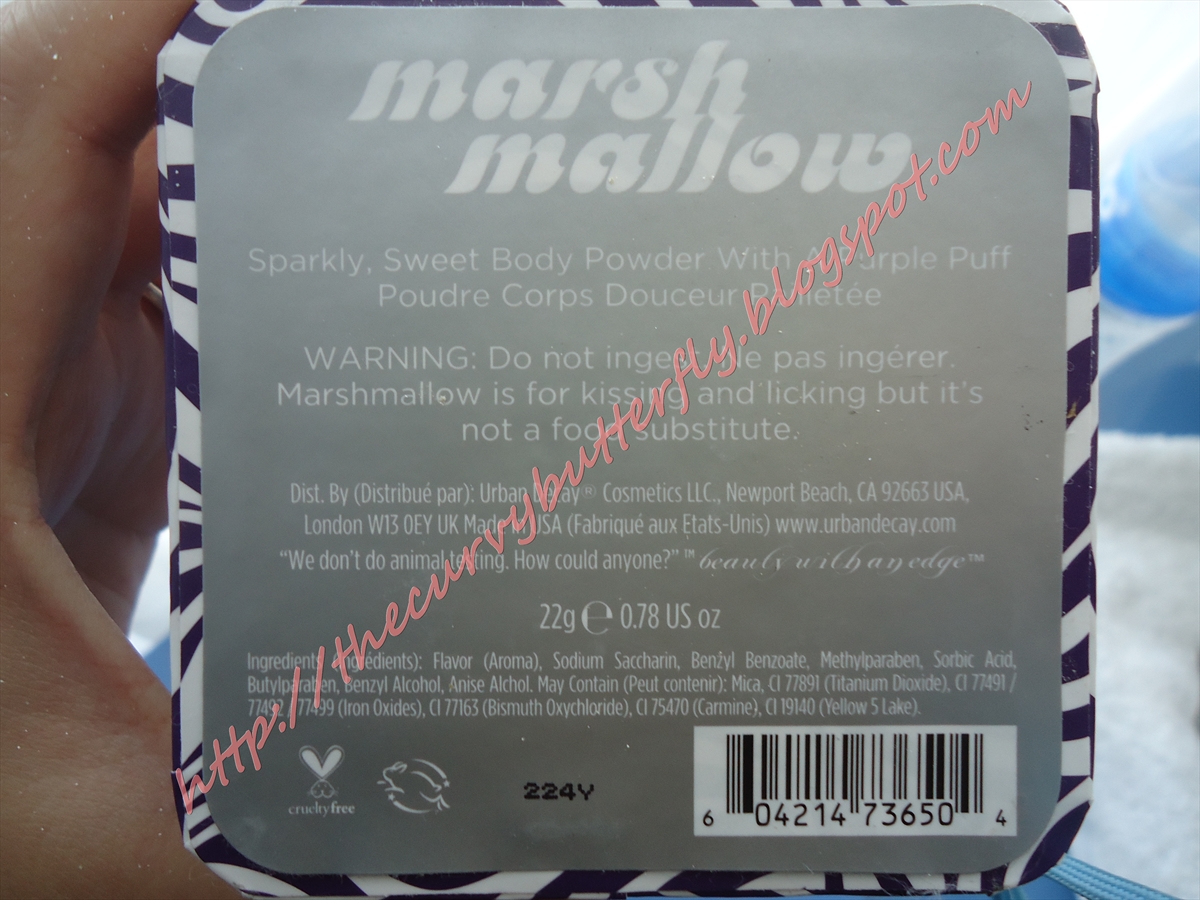 marsh
mallow
Sparkly, Sweet Body Powder With A Purple Puff
Poudre Corps Douceur Pailletée
WARNING: Do not ingest. Ne pas ingérer.
Marshmallow is for kissing and licking but it's
not a food substitute.
Dist. By (Distribué par): Urban Decay® Cosmetics LLC., Newport Beach, CA 92663 USA,
London W13 0EY UK Made in USA (Fabriqué aux Etats-Unis) www.urbandecay.com
"We don't do animal testing. How could anyone?" ™ beauty with an edge™
22g ℮ 0.78 US oz
Ingredients (Ingrédients): Flavor (Aroma), Sodium Saccharin, Benzyl Benzoate, Methylparaben, Sorbic Acid,
Butylparaben, Benzyl Alcohol, Anise Alchol. May Contain (Peut contenir): Mica, CI 77891 (Titanium Dioxide), CI 77491 /
77492 / 77499 (Iron Oxides), CI 77163 (Bismuth Oxychloride), CI 75470 (Carmine), CI 19140 (Yellow 5 Lake).
crueltyfree
224Y
6 04214 73650 4
http://thecurvybutterfly.blogspot.com